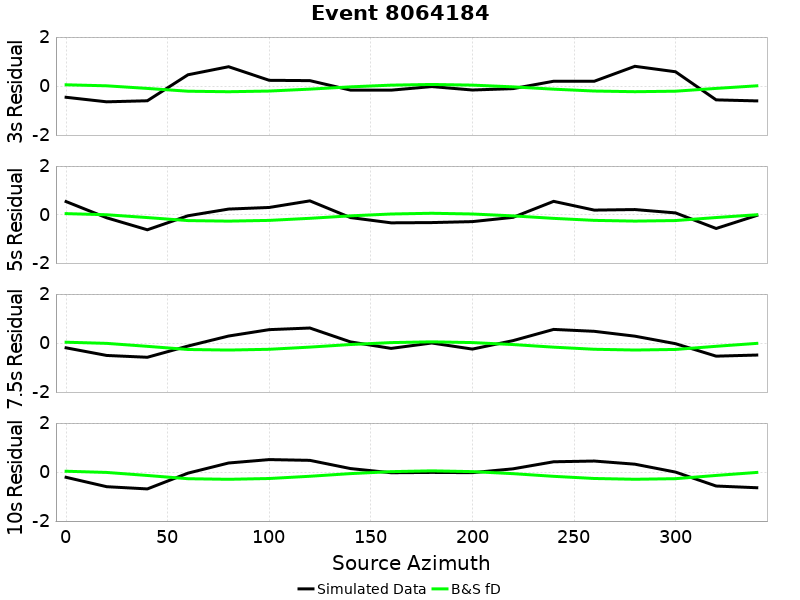 Event 8064184
3s Residual
2
0
-2
5s Residual
2
0
-2
7.5s Residual
2
0
-2
10s Residual
2
0
-2
0 50 100 150 200 250 300
Source Azimuth
Simulated Data B&S fD